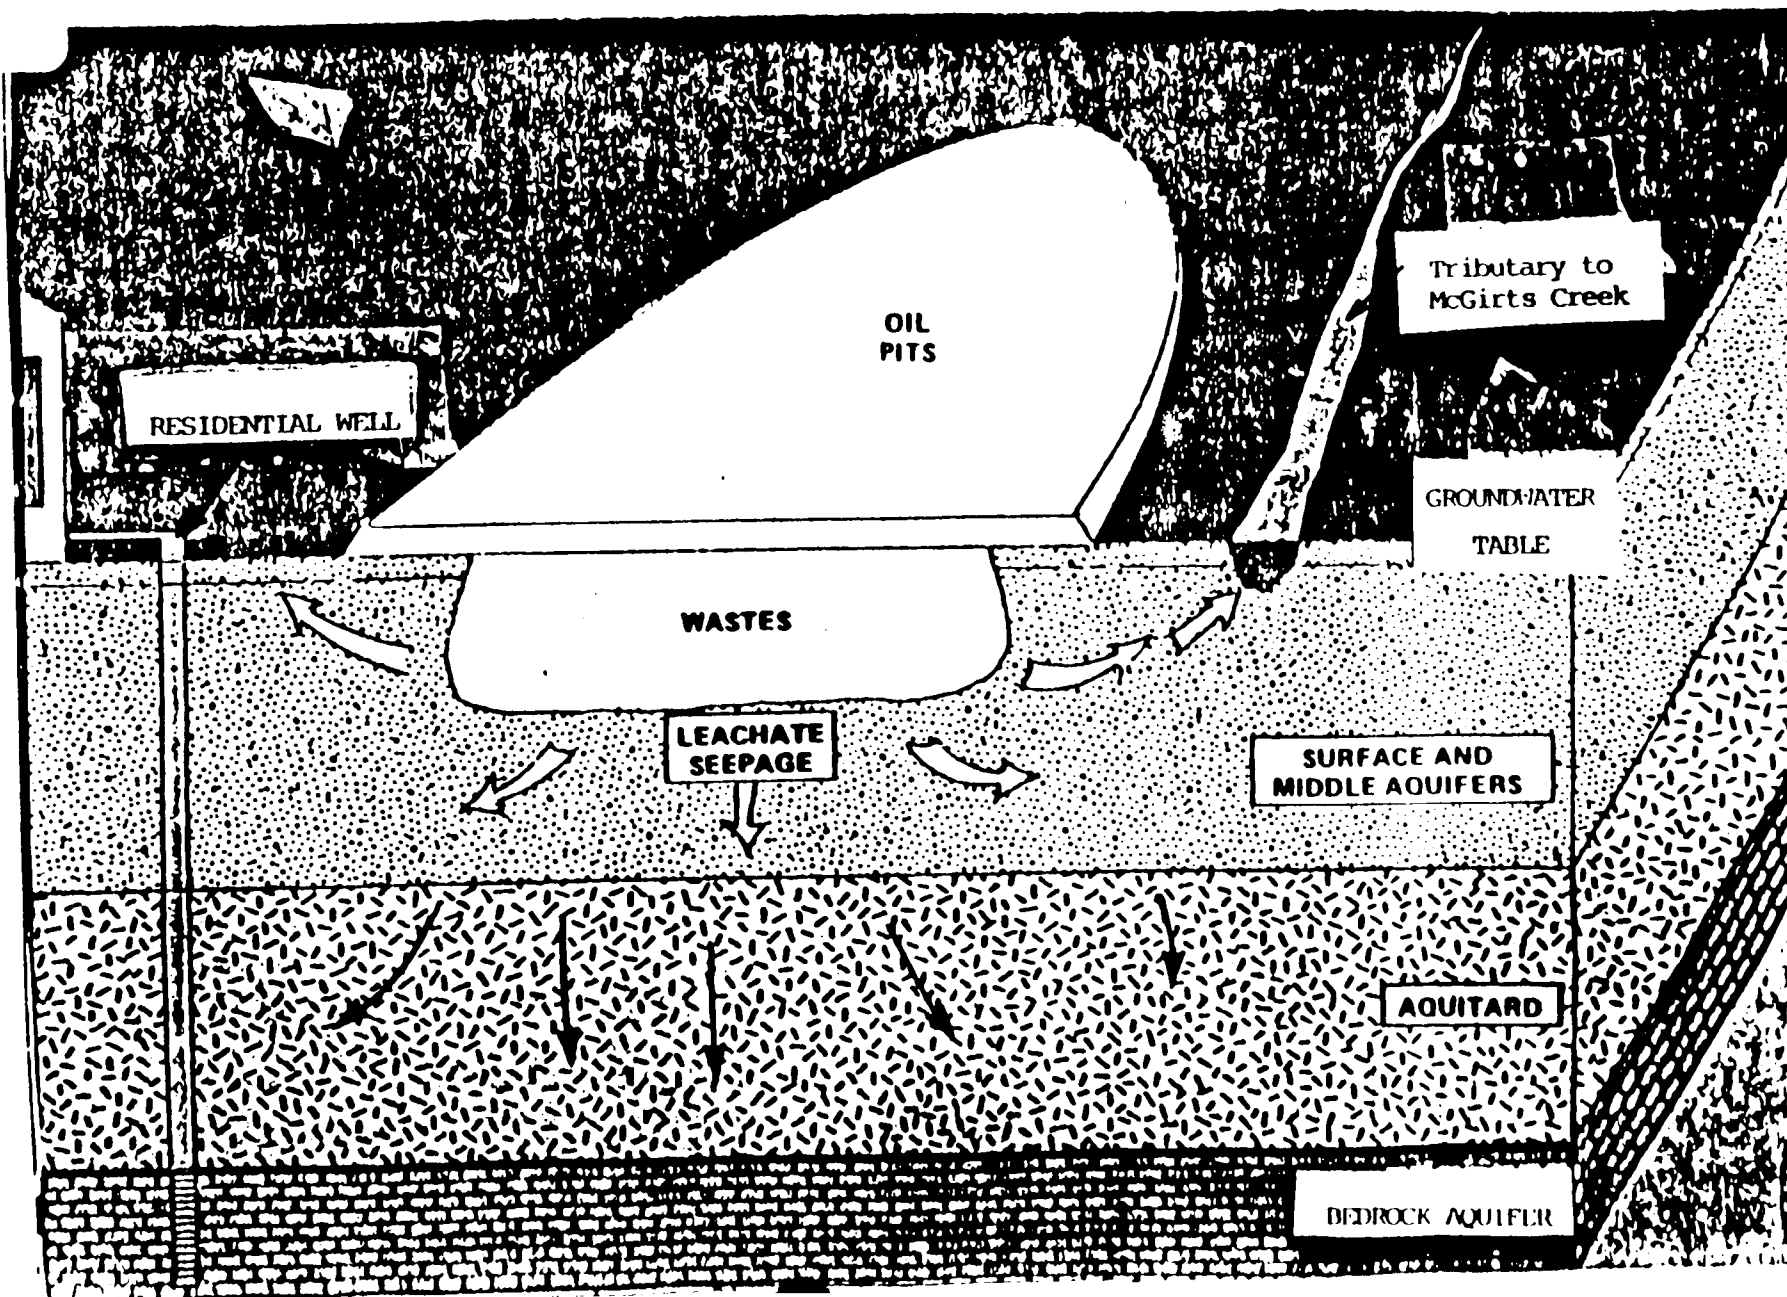 Tributary to
McGirts Creek
OIL
PITS
RESIDENTIAL WELL
GROUNDWATER
TABLE
WASTES
LEACHATE
SEEPAGE
SURFACE AND
MIDDLE AQUIFERS
AQUITARD
BEDROCK AQUIFER